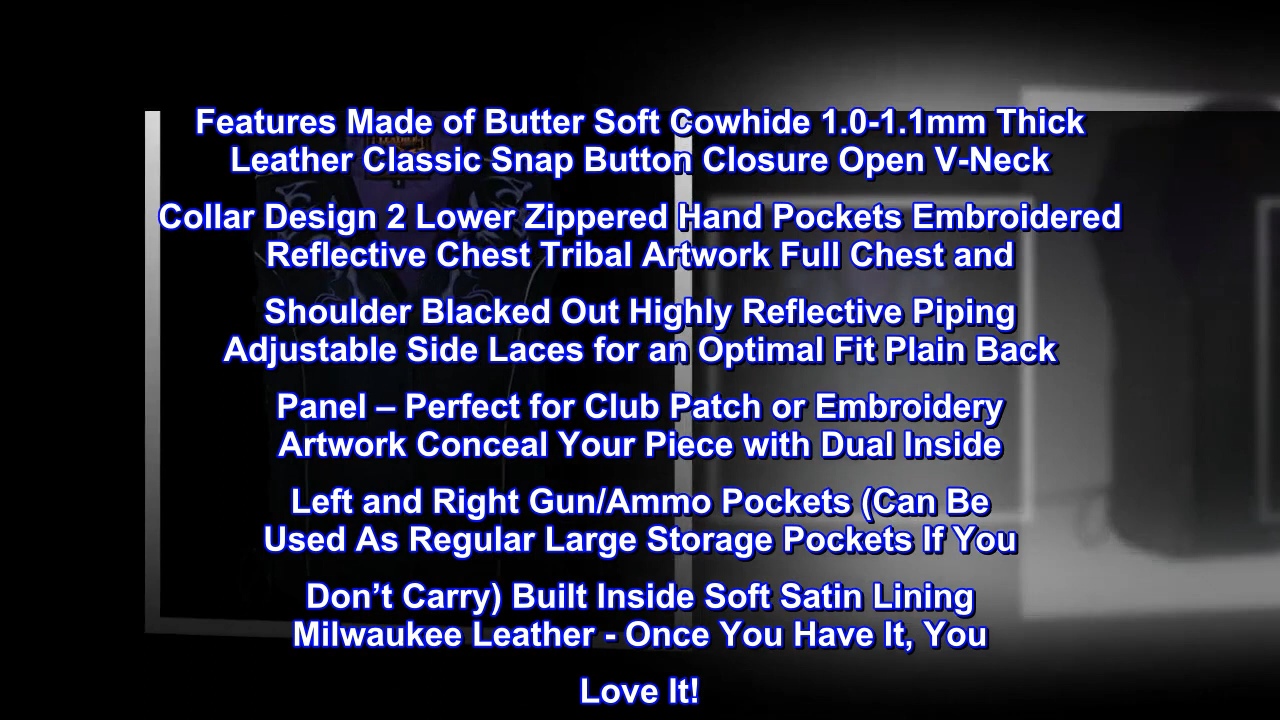 Features Made of Butter Soft Cowhide 1.0-1.1mm Thick
Leather Classic Snap Button Closure Open V-Neck
Collar Design 2 Lower Zippered Hand Pockets Embroidered
Reflective Chest Tribal Artwork Full Chest and
Shoulder Blacked Out Highly Reflective Piping
Adjustable Side Laces for an Optimal Fit Plain Back
Panel – Perfect for Club Patch or Embroidery
Artwork Conceal Your Piece with Dual Inside
Left and Right Gun/Ammo Pockets (Can Be
Used As Regular Large Storage Pockets If You
Don’t Carry) Built Inside Soft Satin Lining
Milwaukee Leather - Once You Have It, You
Love It!